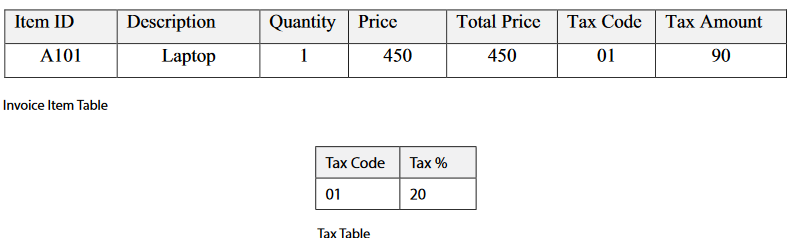 Item ID Description Quantity Price Total Price Tax Code Tax Amount
A101 Laptop 1 450 450 01 90
Invoice Item Table
Tax Code Tax %
01 20
Tax Table